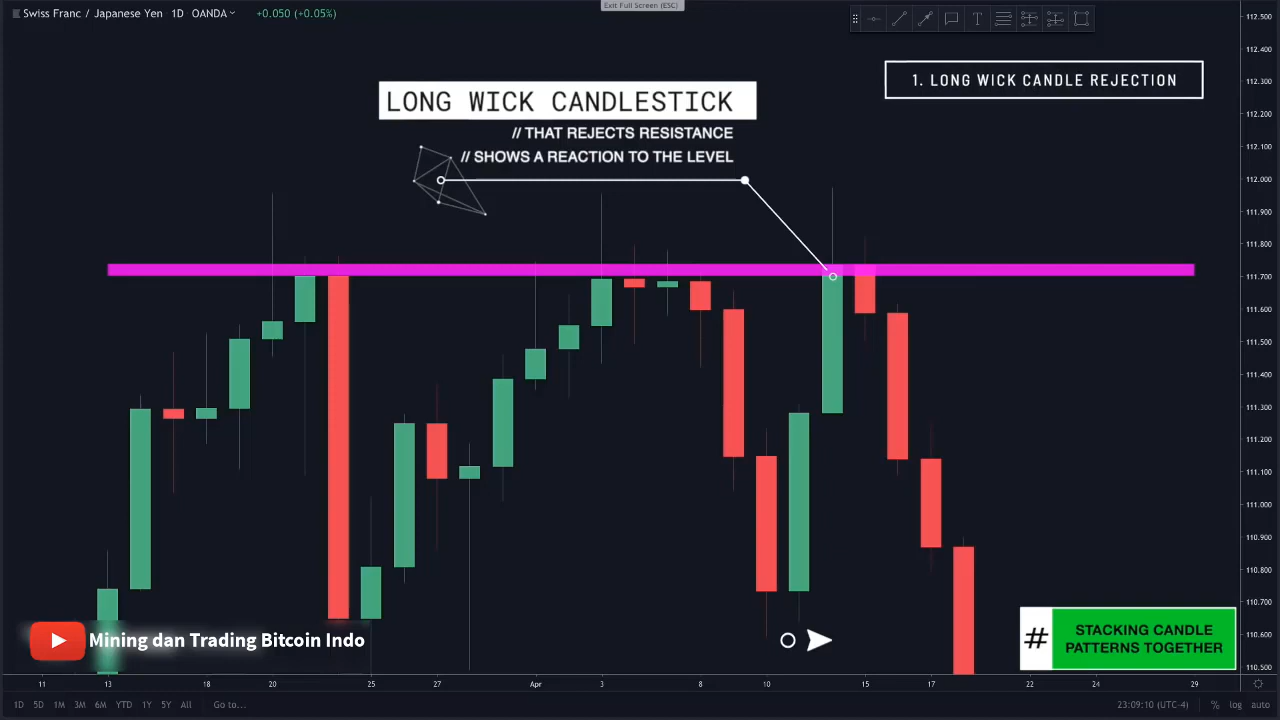 Exit Full Screen (ESC)
Swiss Franc / Japanese Yen 1D OANDA +0.050 (+0.05%)
1. LONG WICK CANDLE REJECTION
LONG WICK CANDLESTICK
// THAT REJECTS RESISTANCE
// SHOWS A REACTION TO THE LEVEL
112.500
112.400
112.300
112.200
112.100
112.000
111.900
111.800
111.700
111.600
111.500
111.400
111.300
111.200
111.100
111.000
110.900
110.800
110.700
110.600
110.500
Mining dan Trading Bitcoin Indo
#
STACKING CANDLE
PATTERNS TOGETHER
11 13 18 20 25 27 Apr 3 8 10 15 17 22 24 29
1D 5D 1M 3M 6M YTD 1Y 5Y All Go to... 23:09:10 (UTC-4) % log auto